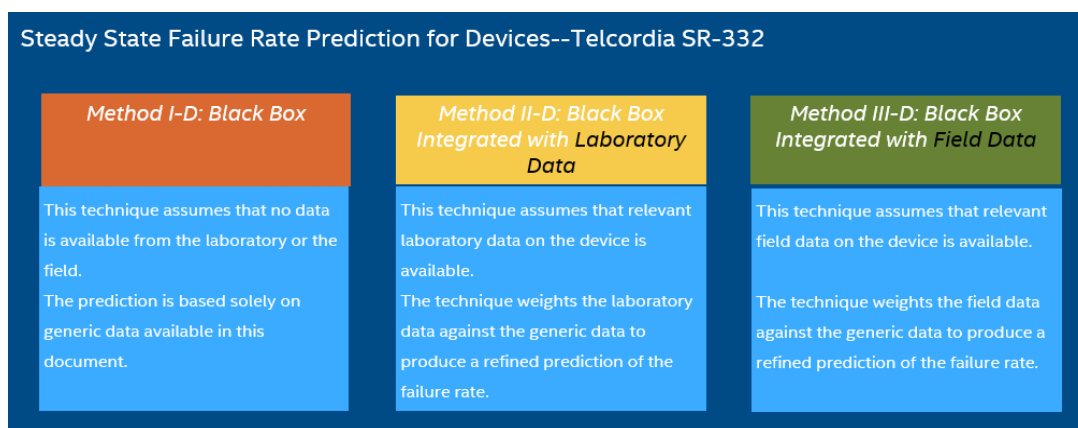 Steady State Failure Rate Prediction for Devices--Telcordia SR-332
Method I-D: Black Box
This technique assumes that no data
is available from the laboratory or the
field.
The prediction is based solely on
generic data available in this
document.
Method II-D: Black Box
Integrated with Laboratory
Data
This technique assumes that relevant
laboratory data on the device is
available.
The technique weights the laboratory
data against the generic data to
produce a refined prediction of the
failure rate.
Method III-D: Black Box
Integrated with Field Data
This technique assumes that relevant
field data on the device is available.
The technique weights the field data
against the generic data to produce a
refined prediction of the failure rate.